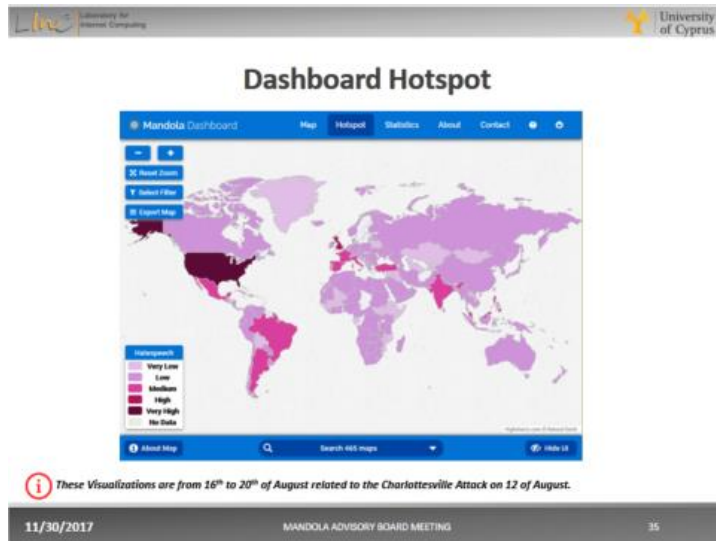 Linc
Laboratory for
Internet Computing
University
of Cyprus
Dashboard Hotspot
Mandola Dashboard
Map
Hotspot
Statistics
About
Contact
Reset Zoom
Select Filter
Export Map
Hatespeech
Very Low
Low
Medium
High
Very High
No Data
About Map
Search 465 maps
Hide UI
These Visualizations are from 16th to 20th of August related to the Charlottesville Attack on 12 of August.
11/30/2017
MANDOLA ADVISORY BOARD MEETING
35